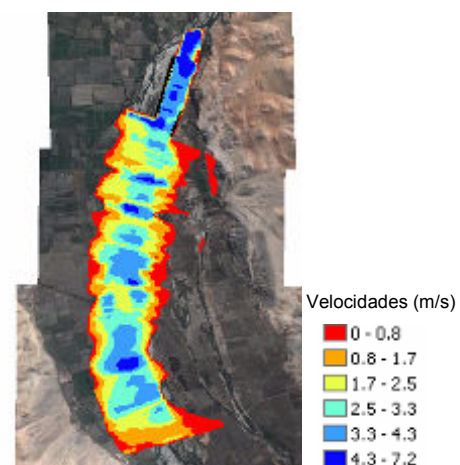 Velocidades (m/s)
0 - 0.8
0.8 - 1.7
1.7 - 2.5
2.5 - 3.3
3.3 - 4.3
4.3 - 7.2